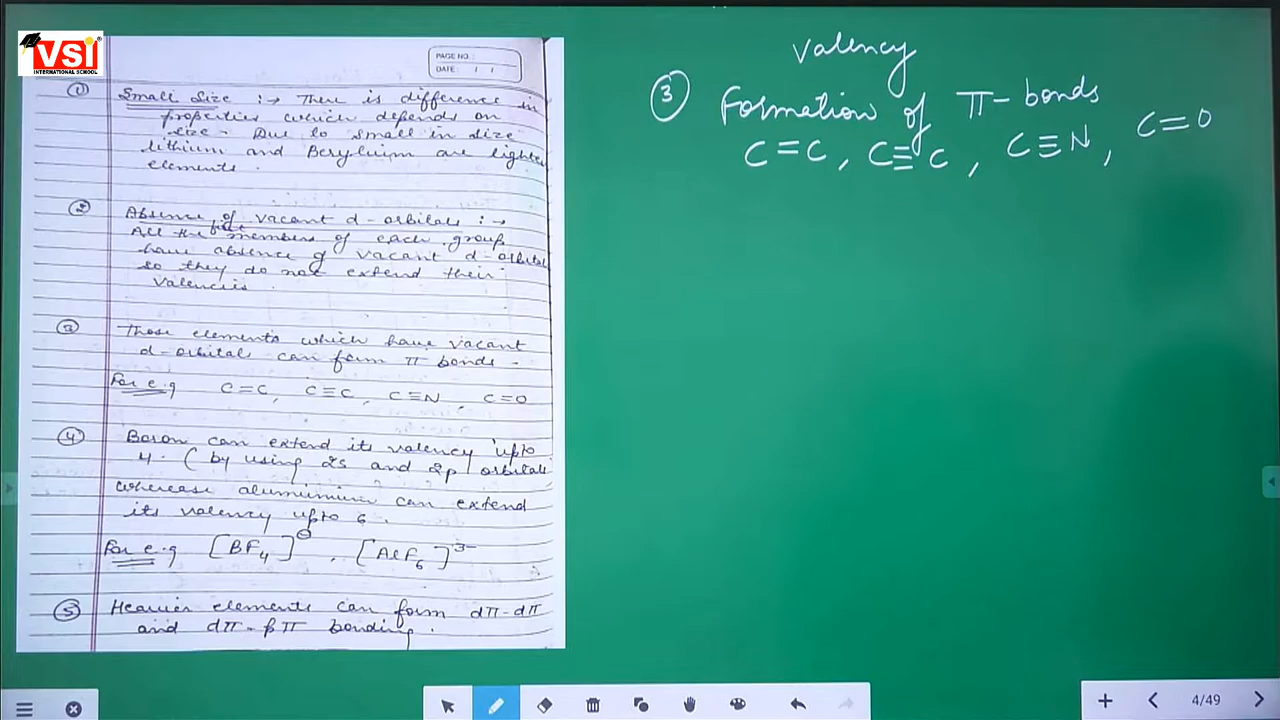 VSI
INTERNATIONAL SCHOOL
PAGE NO.:
DATE: / /
① Small Size :→ There is difference in
properties which depends on
size - Due to small in size
lithium and Beryluim are lighter
elements.
② Absence of vacant d-orbitals :→
All the members of each group
have absence of vacant d-orbital
so they do not extend their
valencies.
③ Those elements which have vacant
d-orbital can form π bonds -
For e.g C=C, C≡C, C≡N, C=O
④ Boron can extend its valency upto
4. (by using 2s and 2p orbitals
wherease alumimium can extend
its valency upto 6.
For e.g [BF₄]⊖, [AlF₆]³⁻
⑤ Heavier elements can form dπ-dπ
and dπ-pπ bonding.
valency
③ Formation of π-bonds
C=C, C≡C, C≡N, C=O
4/49